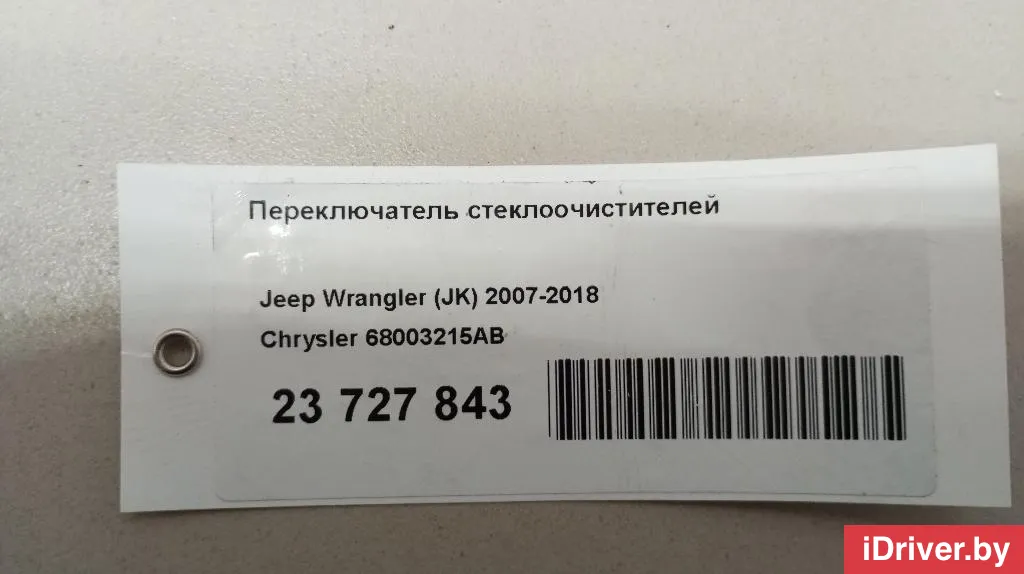 Переключатель стеклоочистителей
Jeep Wrangler (JK) 2007-2018
Chrysler 68003215AB
23 727 843
iDriver.by